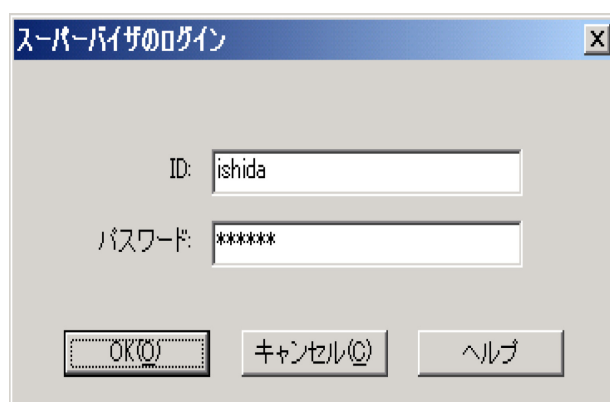 スーパーバイザのログイン
ID: ishida
パスワード: ******
OK(O) キャンセル(C) ヘルプ